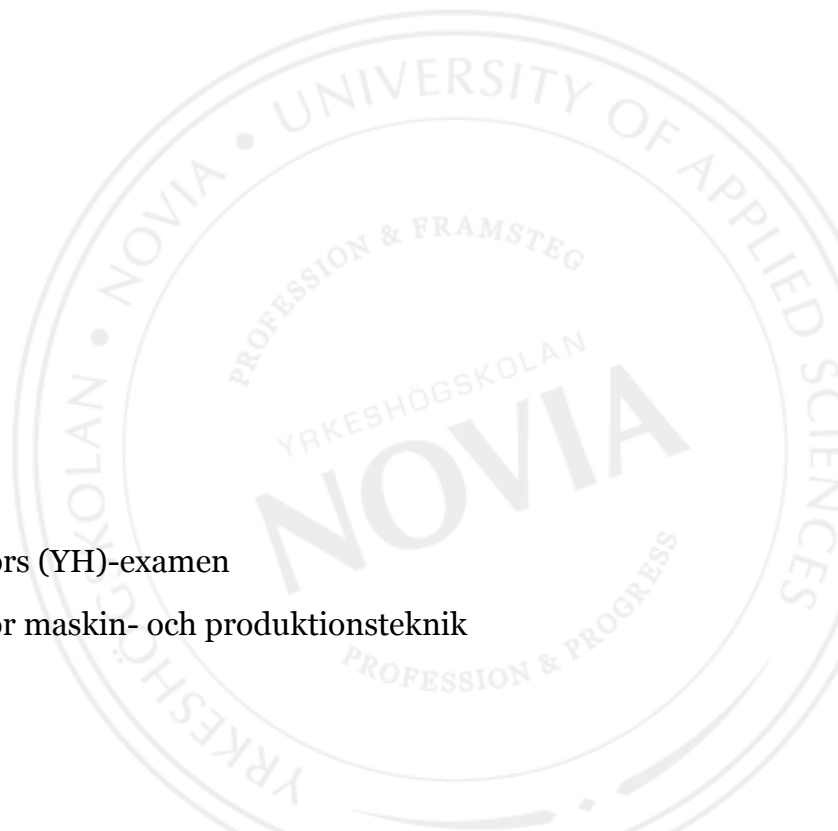 UNIVERSITY OF APPLIED SCIENCES
PROFESSION & FRAMSTEG
YRKESHÖGSKOLAN
NOVIA
ors (YH)-examen
or maskin- och produktionsteknik
PROFESSION & PROGRESS
YRKESHÖGSKOLAN • NOVIA •